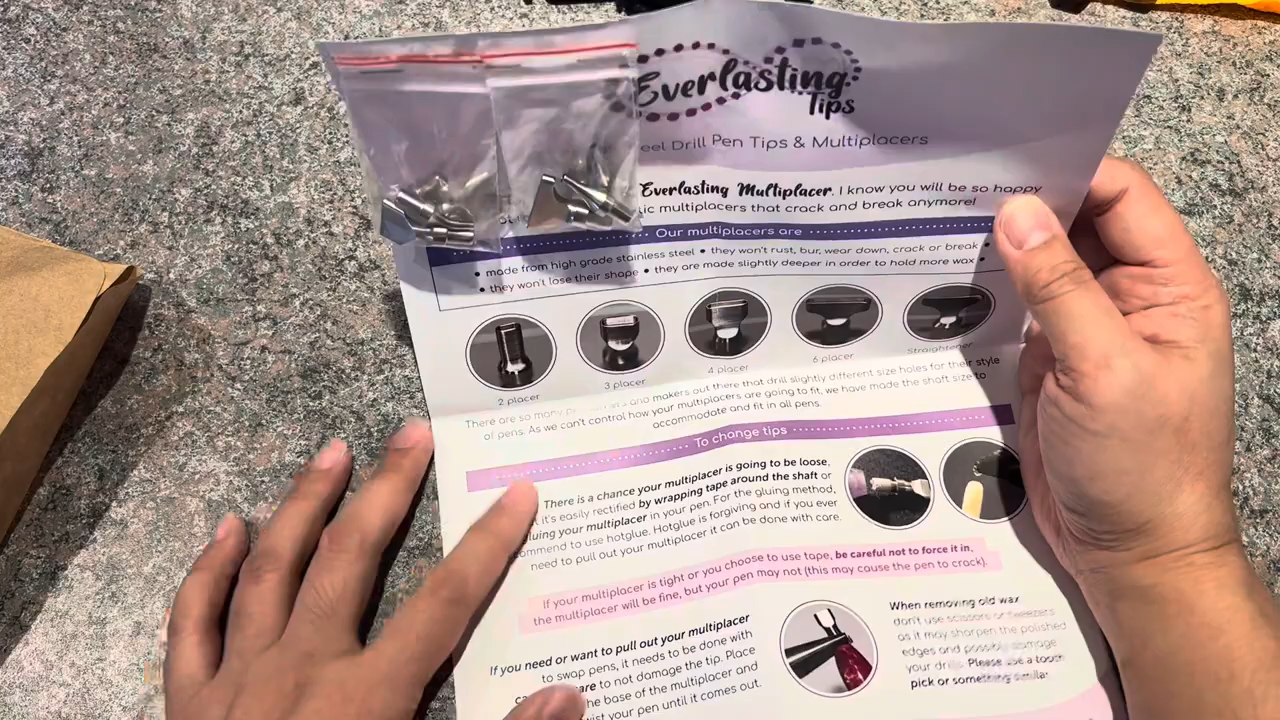 Everlasting
Tips
eel Drill Pen Tips & Multiplacers
Everlasting Multiplacer. I know you will be so happy
tic multiplacers that crack and break anymore!
Our multiplacers are
• made from high grade stainless steel • they won't rust, bur, wear down, crack or break •
• they won't lose their shape • they are made slightly deeper in order to hold more wax •
2 placer
3 placer
4 placer
6 placer
Straightener
There are so many and makers out there that drill slightly different size holes for their style
of pens. As we can't control how your multiplacers are going to fit, we have made the shaft size to
accommodate and fit in all pens.
To change tips
There is a chance your multiplacer is going to be loose,
it's easily rectified by wrapping tape around the shaft or
gluing your multiplacer in your pen. For the gluing method,
ommend to use hotglue. Hotglue is forgiving and if you ever
need to pull out your multiplacer it can be done with care.
If your multiplacer is tight or you choose to use tape, be careful not to force it in,
the multiplacer will be fine, but your pen may not (this may cause the pen to crack).
If you need or want to pull out your multiplacer
to swap pens, it needs to be done with
care to not damage the tip. Place
he base of the multiplacer and
ist your pen until it comes out.
When removing old wax
don't use scissors or tweezers
as it may sharpen the polished
edges and possibly damage
your drill. Please use a tooth
pick or something similar